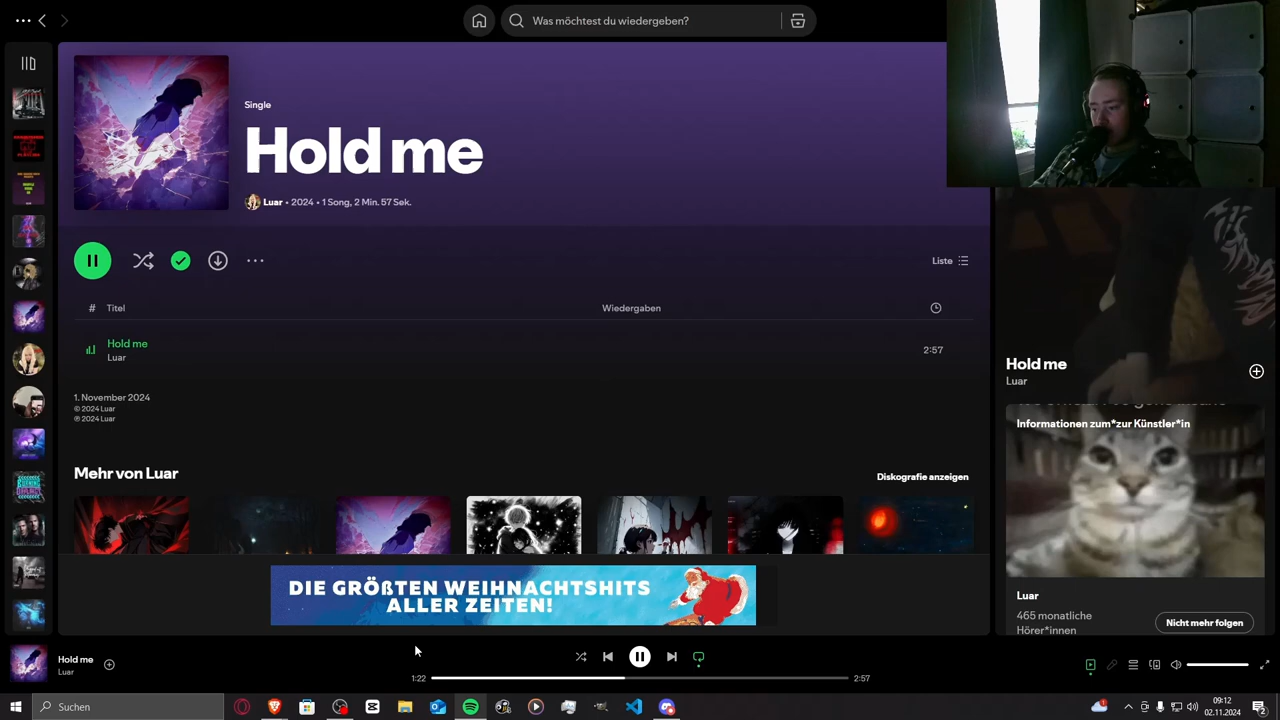 Was möchtest du wiedergeben?
Single
Hold me
Luar • 2024 • 1 Song, 2 Min. 57 Sek.
Liste
# Titel Wiedergaben
Hold me
Luar
2:57
1. November 2024
© 2024 Luar
℗ 2024 Luar
Mehr von Luar
Diskografie anzeigen
DIE GRÖßTEN WEIHNACHTSHITS
ALLER ZEITEN!
Hold me
Luar
Informationen zum*zur Künstler*in
Luar
465 monatliche
Hörer*innen
Nicht mehr folgen
Hold me
Luar
1:22
2:57
Suchen
09:12
02.11.2024
2